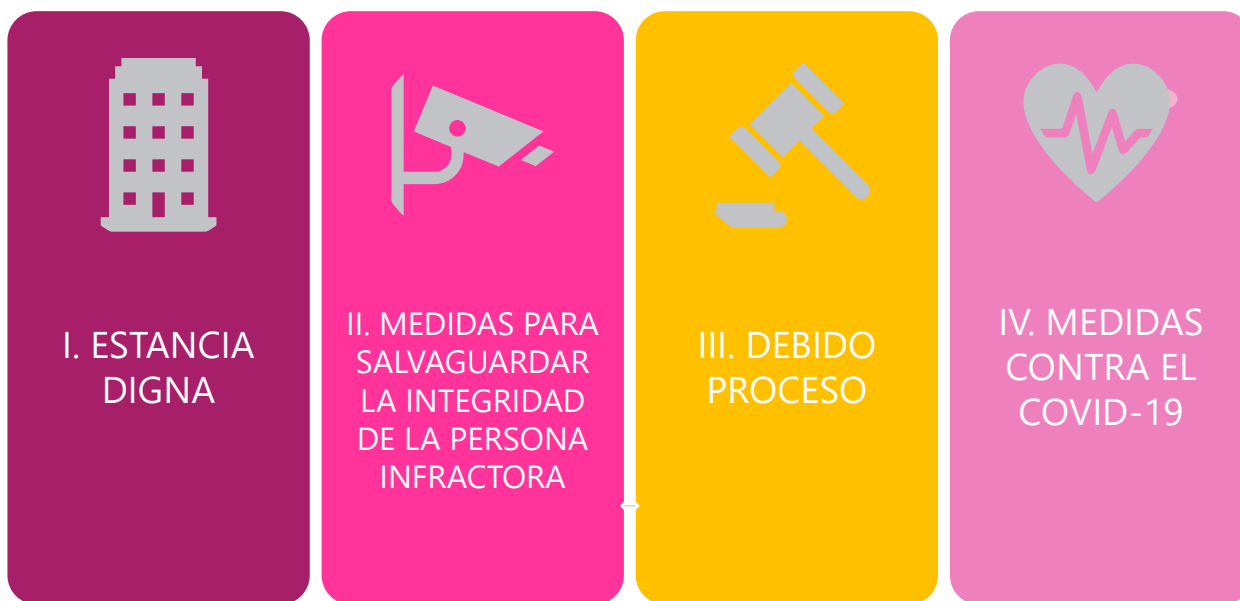 I. ESTANCIA
DIGNA
II. MEDIDAS PARA
SALVAGUARDAR
LA INTEGRIDAD
DE LA PERSONA
INFRACTORA
III. DEBIDO
PROCESO
IV. MEDIDAS
CONTRA EL
COVID-19